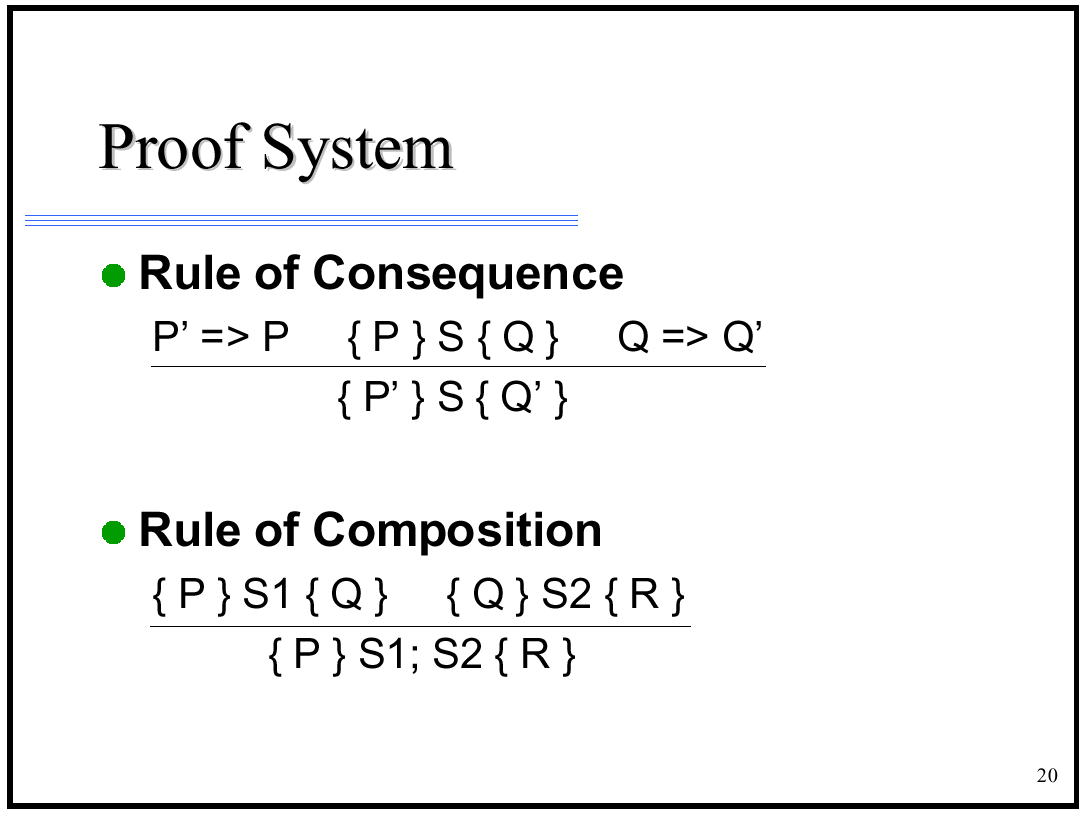 Proof System
Rule of Consequence
P’ => P { P } S { Q } Q => Q’
{ P’ } S { Q’ }
Rule of Composition
{ P } S1 { Q } { Q } S2 { R }
{ P } S1; S2 { R }
20